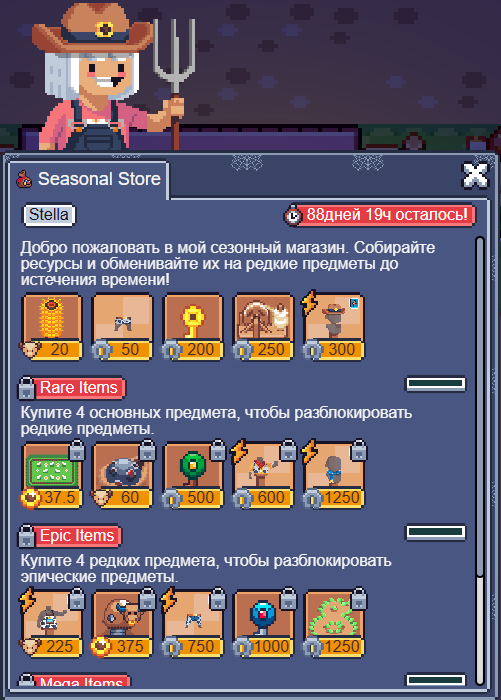 Seasonal Store
Stella
88дней 19ч осталось!
Добро пожаловать в мой сезонный магазин. Собирайте
ресурсы и обменивайте их на редкие предметы до
истечения времени!
20 50 200 250 300
Rare Items
Купите 4 основных предмета, чтобы разблокировать
редкие предметы.
37.5 60 500 600 1250
Epic Items
Купите 4 редких предмета, чтобы разблокировать
эпические предметы.
225 375 750 1000 1250
Mega Items